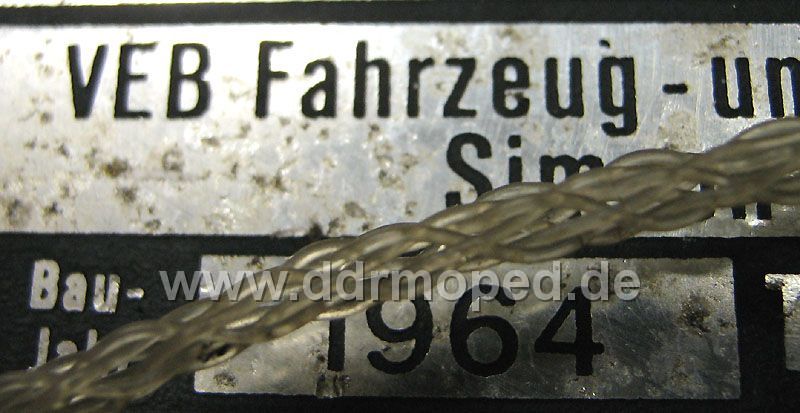 VEB Fahrzeug - un
Sim
Bau-
www.ddrmoped.de
1964